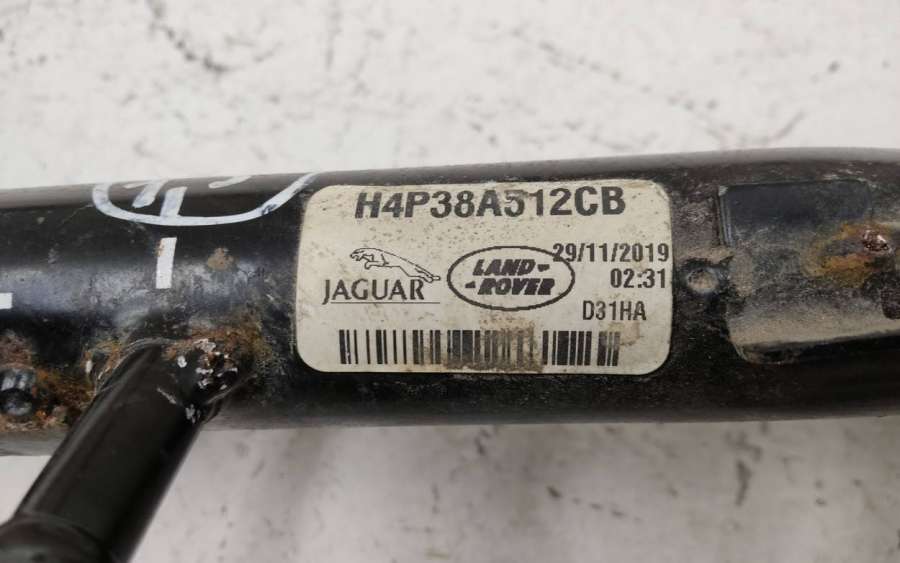 H4P38A512CB
29/11/2019
JAGUAR
LAND-
-ROVER
02:31
D31HA